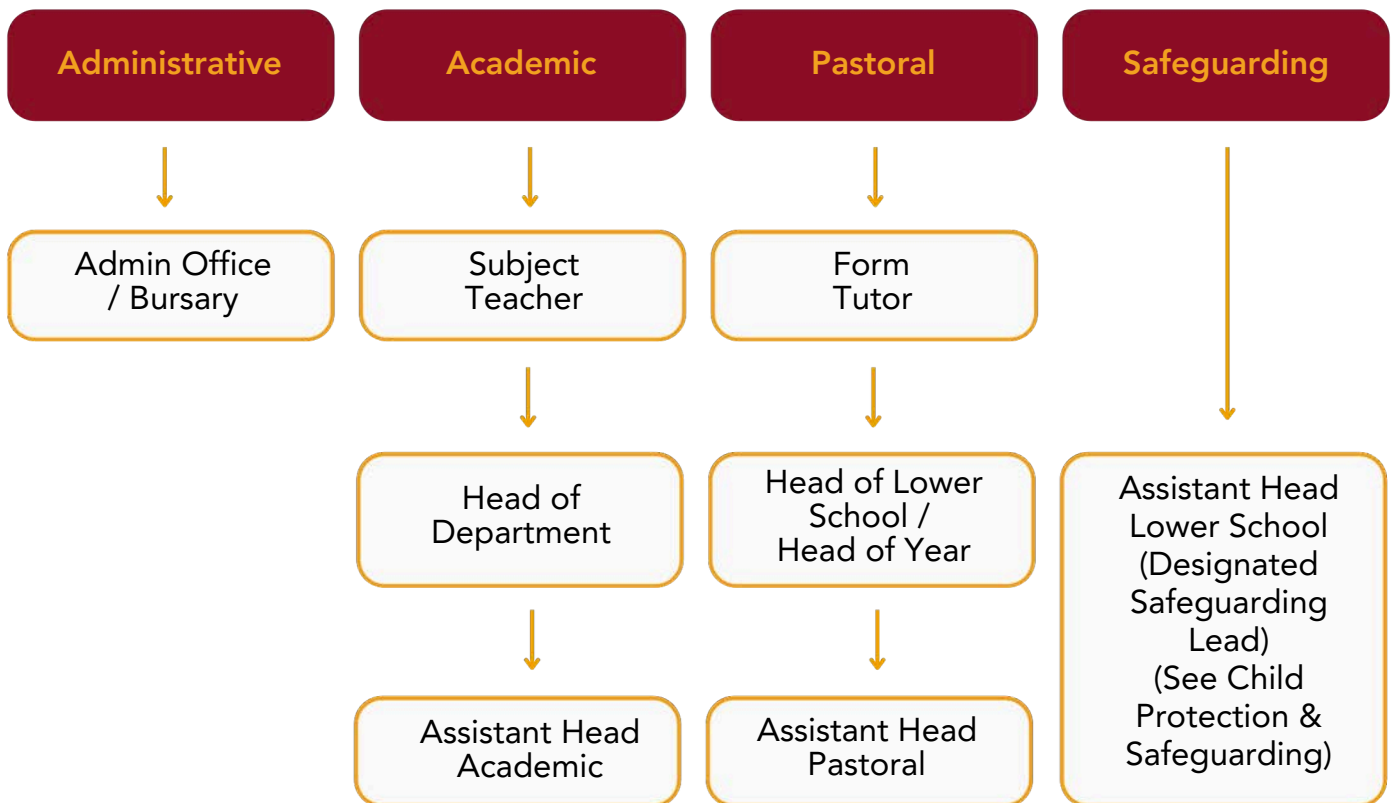 Administrative
Academic
Pastoral
Safeguarding
Admin Office
/ Bursary
Subject
Teacher
Form
Tutor
Head of
Department
Head of Lower
School /
Head of Year
Assistant Head
Lower School
(Designated
Safeguarding
Lead)
(See Child
Protection &
Safeguarding)
Assistant Head
Academic
Assistant Head
Pastoral